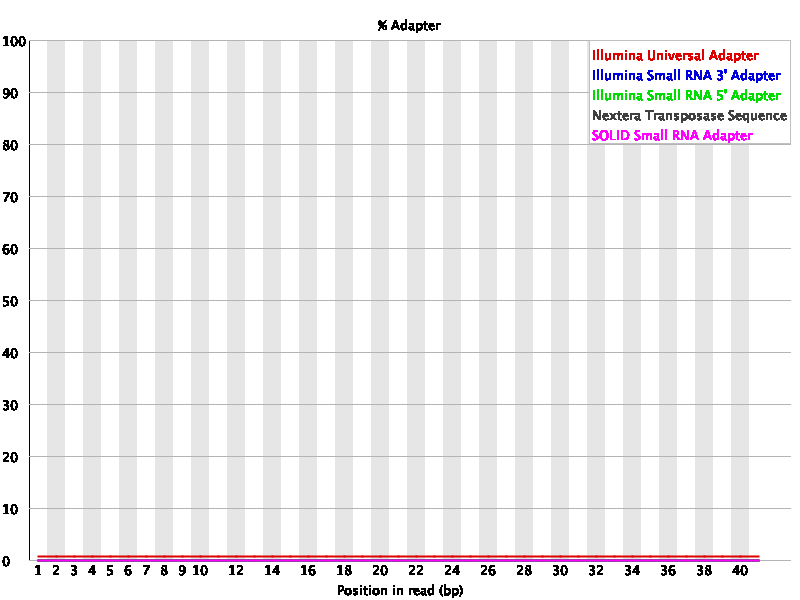 % Adapter
100
90
80
70
60
50
40
30
20
10
0
Illumina Universal Adapter
Illumina Small RNA 3' Adapter
Illumina Small RNA 5' Adapter
Nextera Transposase Sequence
SOLID Small RNA Adapter
1 2 3 4 5 6 7 8 9 10 12 14 16 18 20 22 24 26 28 30 32 34 36 38 40
Position in read (bp)